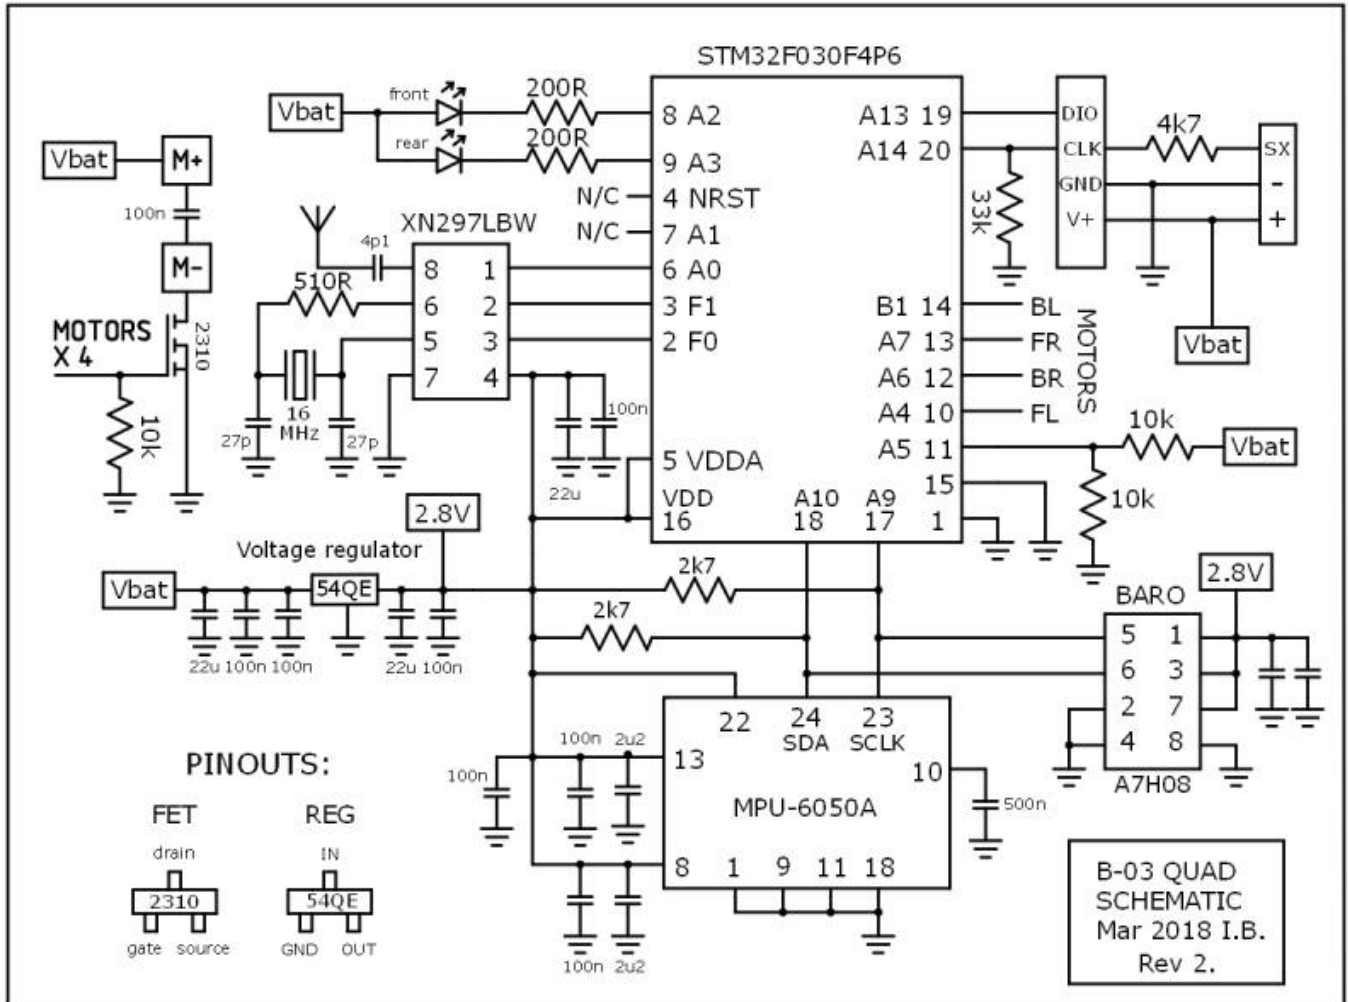 STM32F030F4P6
Vbat
front
200R
8 A2
A13 19
DIO
4k7
rear
200R
9 A3
A14 20
CLK
SX
Vbat
M+
N/C
4 NRST
33k
GND
-
100n
XN297LBW
N/C
7 A1
V+
+
M-
4p1
8 1
6 A0
510R
6 2
3 F1
B1 14
BL
MOTORS
X 4
2310
5 3
2 F0
A7 13
FR
MOTORS
Vbat
7 4
A6 12
BR
10k
27p
16
MHz
27p
100n
A4 10
FL
10k
22u
5 VDDA
A5 11
Vbat
VDD
16
A10
18
A9
17
15
1
10k
2.8V
Voltage regulator
Vbat
54QE
2k7
2.8V
BARO
2k7
22u 100n 100n
22u 100n
5 1
6 3
2 7
4 8
A7H08
22
24
SDA
23
SCLK
100n
100n 2u2
13
10
500n
MPU-6050A
8
1 9 11 18
100n 2u2
PINOUTS:
FET
REG
drain
IN
2310
54QE
gate source
GND OUT
B-03 QUAD
SCHEMATIC
Mar 2018 I.B.
Rev 2.